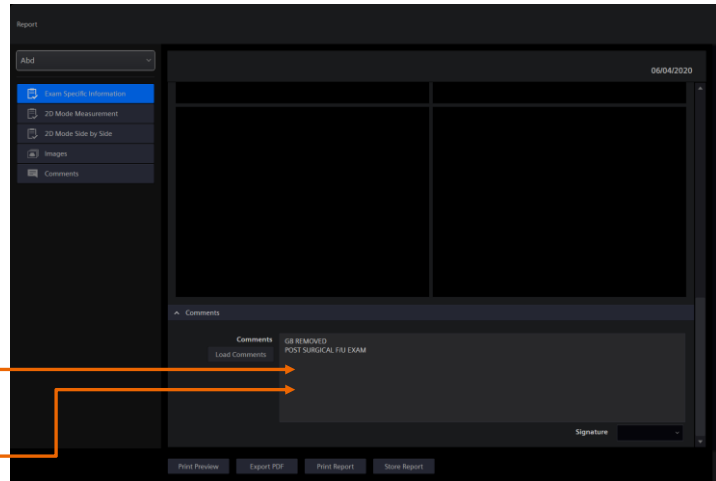 Report
Abd
06/04/2020
Exam Specific Information
2D Mode Measurement
2D Mode Side by Side
Images
Comments
Comments
Comments
GB REMOVED
Load Comments
POST SURGICAL F/U EXAM
Signature
Print Preview
Export PDF
Print Report
Store Report